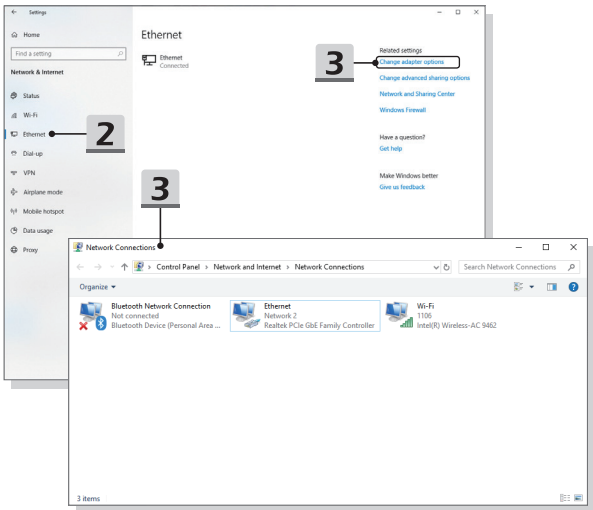 Settings
Home
Find a setting
Network & Internet
Status
Wi-Fi
Ethernet
2
Dial-up
VPN
Airplane mode
Mobile hotspot
Data usage
Proxy
Ethernet
Ethernet
Connected
3
Related settings
Change adapter options
Change advanced sharing options
Network and Sharing Center
Windows Firewall
Have a question?
Get help
Make Windows better
Give us feedback
3
Network Connections
Control Panel > Network and Internet > Network Connections
Search Network Connections
Organize
Bluetooth Network Connection
Not connected
Bluetooth Device (Personal Area ...
Ethernet
Network 2
Realtek PCIe GbE Family Controller
Wi-Fi
1106
Intel(R) Wireless-AC 9462
3 items